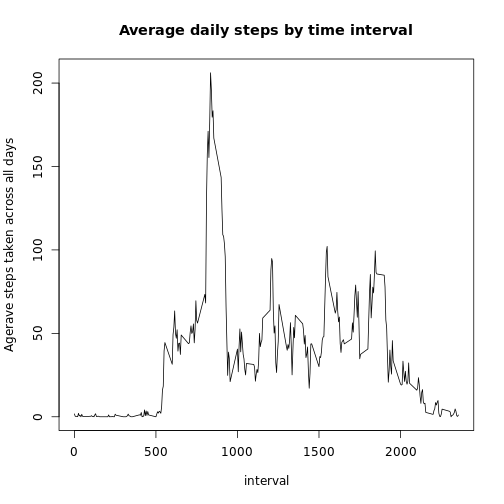 Average daily steps by time interval
Agerave steps taken across all days
200
150
100
50
0
0 500 1000 1500 2000
interval